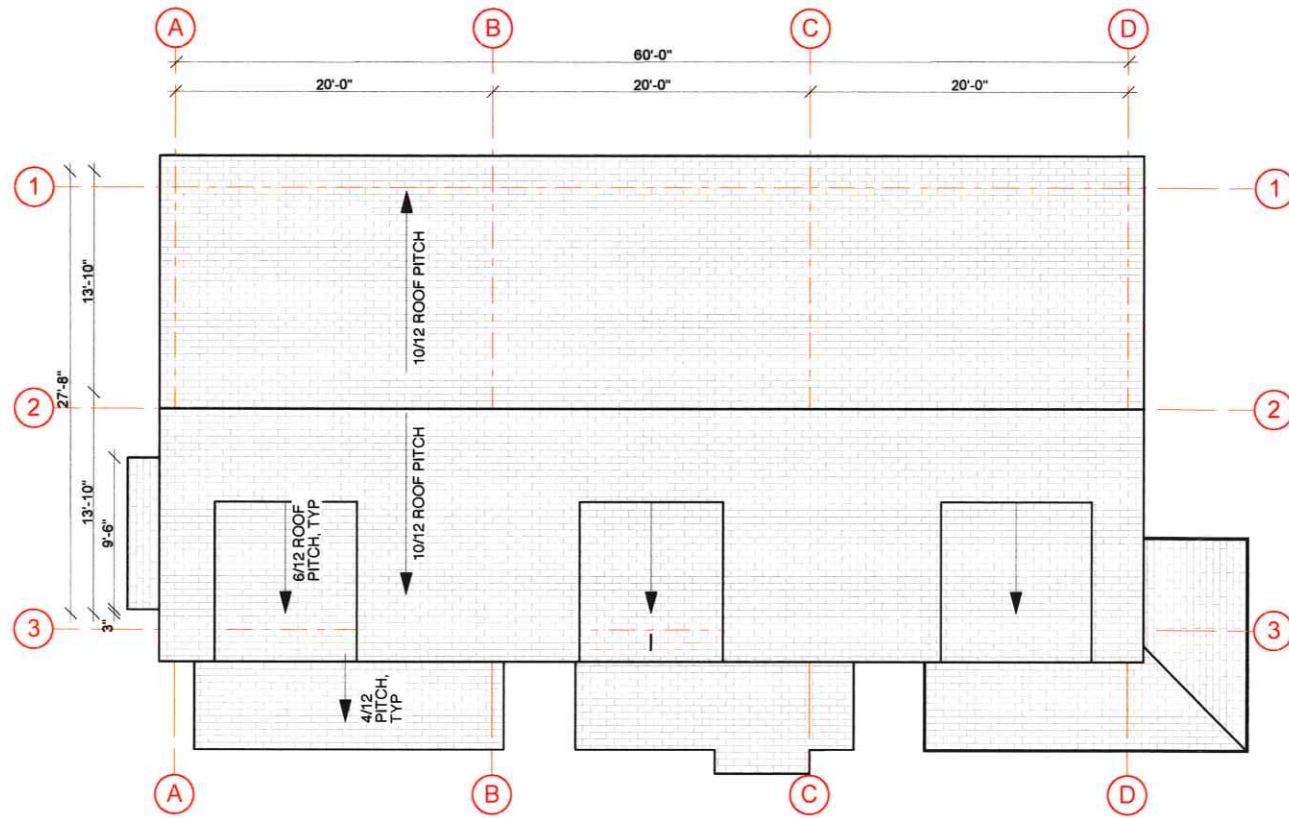 A
B
C
D
60'-0"
20'-0"
20'-0"
20'-0"
1
1
13'-10"
10/12 ROOF PITCH
27'-8"
2
2
13'-10"
9'-6"
3"
6/12 ROOF
PITCH, TYP
10/12 ROOF PITCH
3
3
4/12
PITCH,
TYP
A
B
C
D